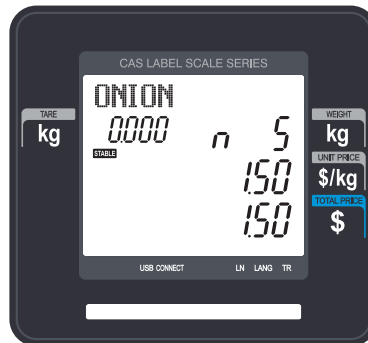 CAS LABEL SCALE SERIES
ONION
TARE
kg
0.000
n 5
WEIGHT
kg
STABLE
1.50
UNIT PRICE
$/kg
1.50
TOTAL PRICE
$
USB CONNECT LN LANG TR